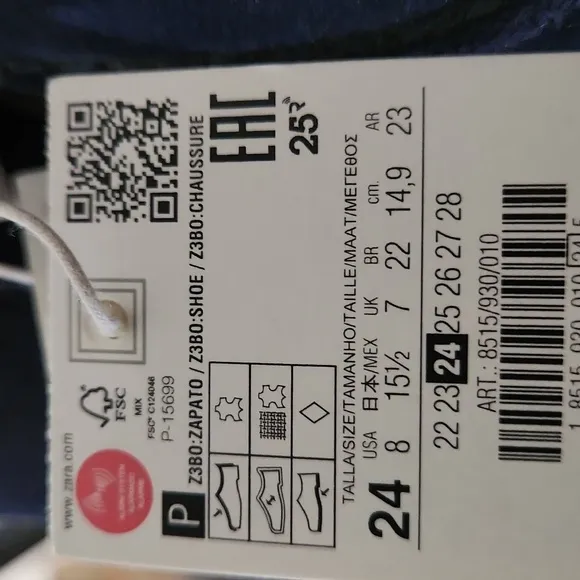 www.zara.com
FSC
MIX
FSC® C124046
P-15699
P
Z3BO:ZAPATO / Z3BO:SHOE / Z3BO:CHAUSSURE
EAC
25
TALLA/SIZE/TAMANHO/TAILLE/MAAT/ΜΕΓΕΘΟΣ
24
USA 日本/MEX UK BR cm. AR
8 15½ 7 22 14,9 23
22 23 24 25 26 27 28
ART.: 8515/930/010